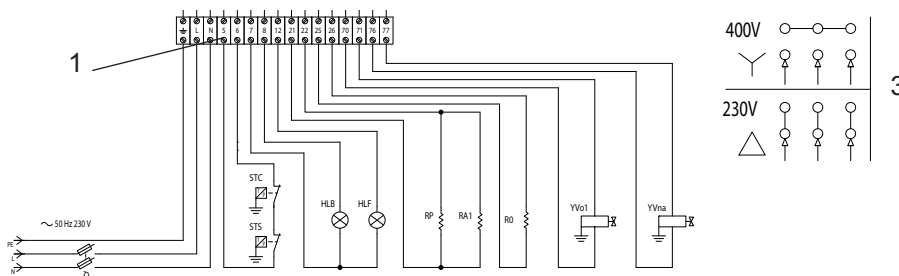 L N 5 6 7 8 12 21 22 25 26 70 71 76 77
1
400V
3
230V
STC
STS
HLB
HLF
RP
RA1
R0
YVo1
YVna
~ 50 Hz 230 V
PE
L
N